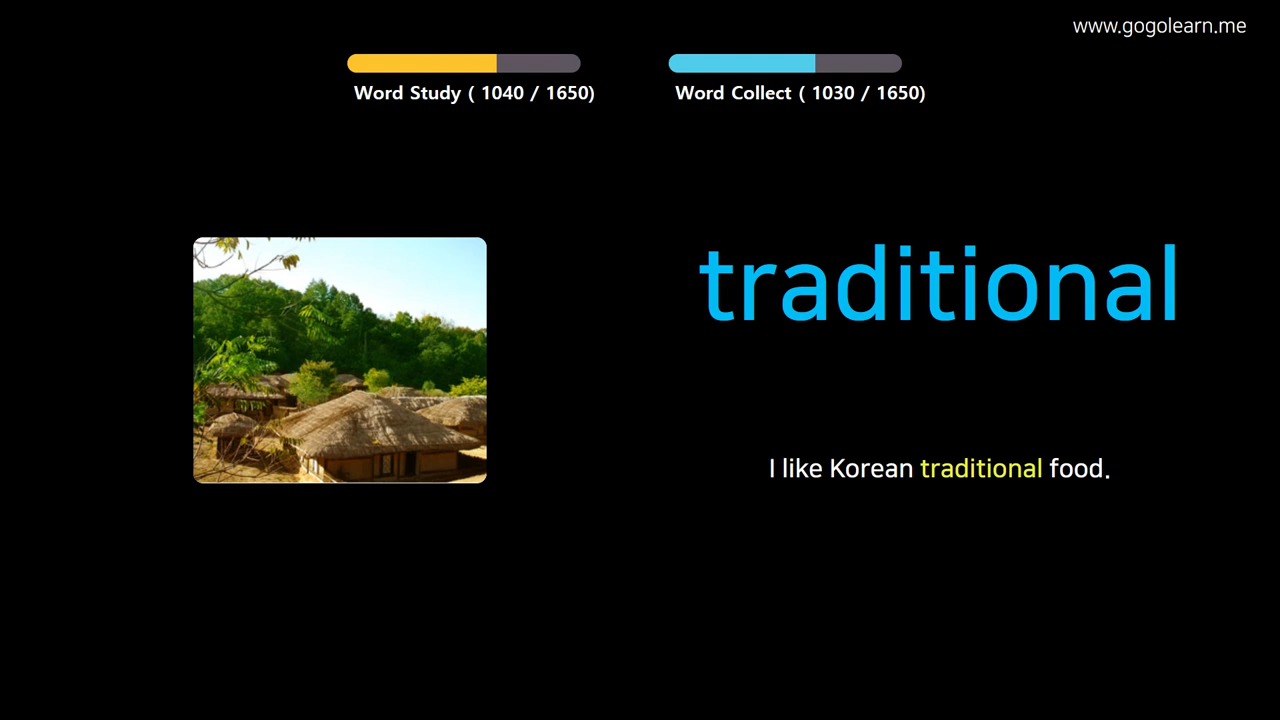 www.gogolearn.me
Word Study ( 1040 / 1650)
Word Collect ( 1030 / 1650)
traditional
I like Korean traditional food.